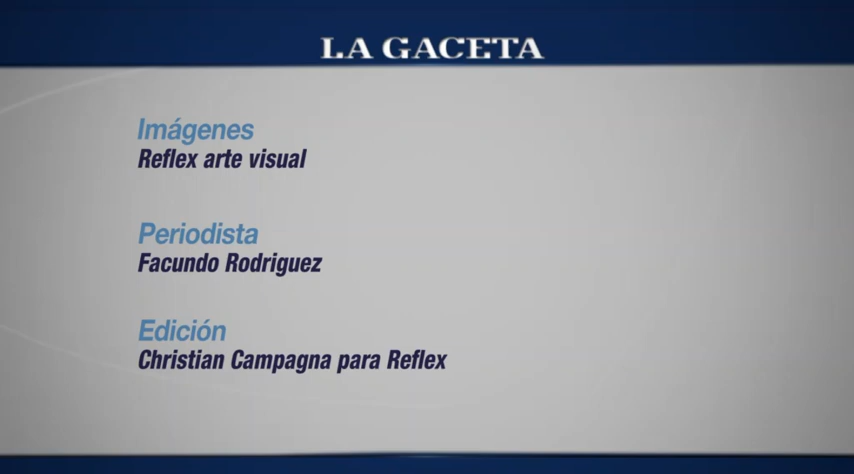 LA GACETA
Imágenes
Reflex arte visual
Periodista
Facundo Rodriguez
Edición
Christian Campagna para Reflex